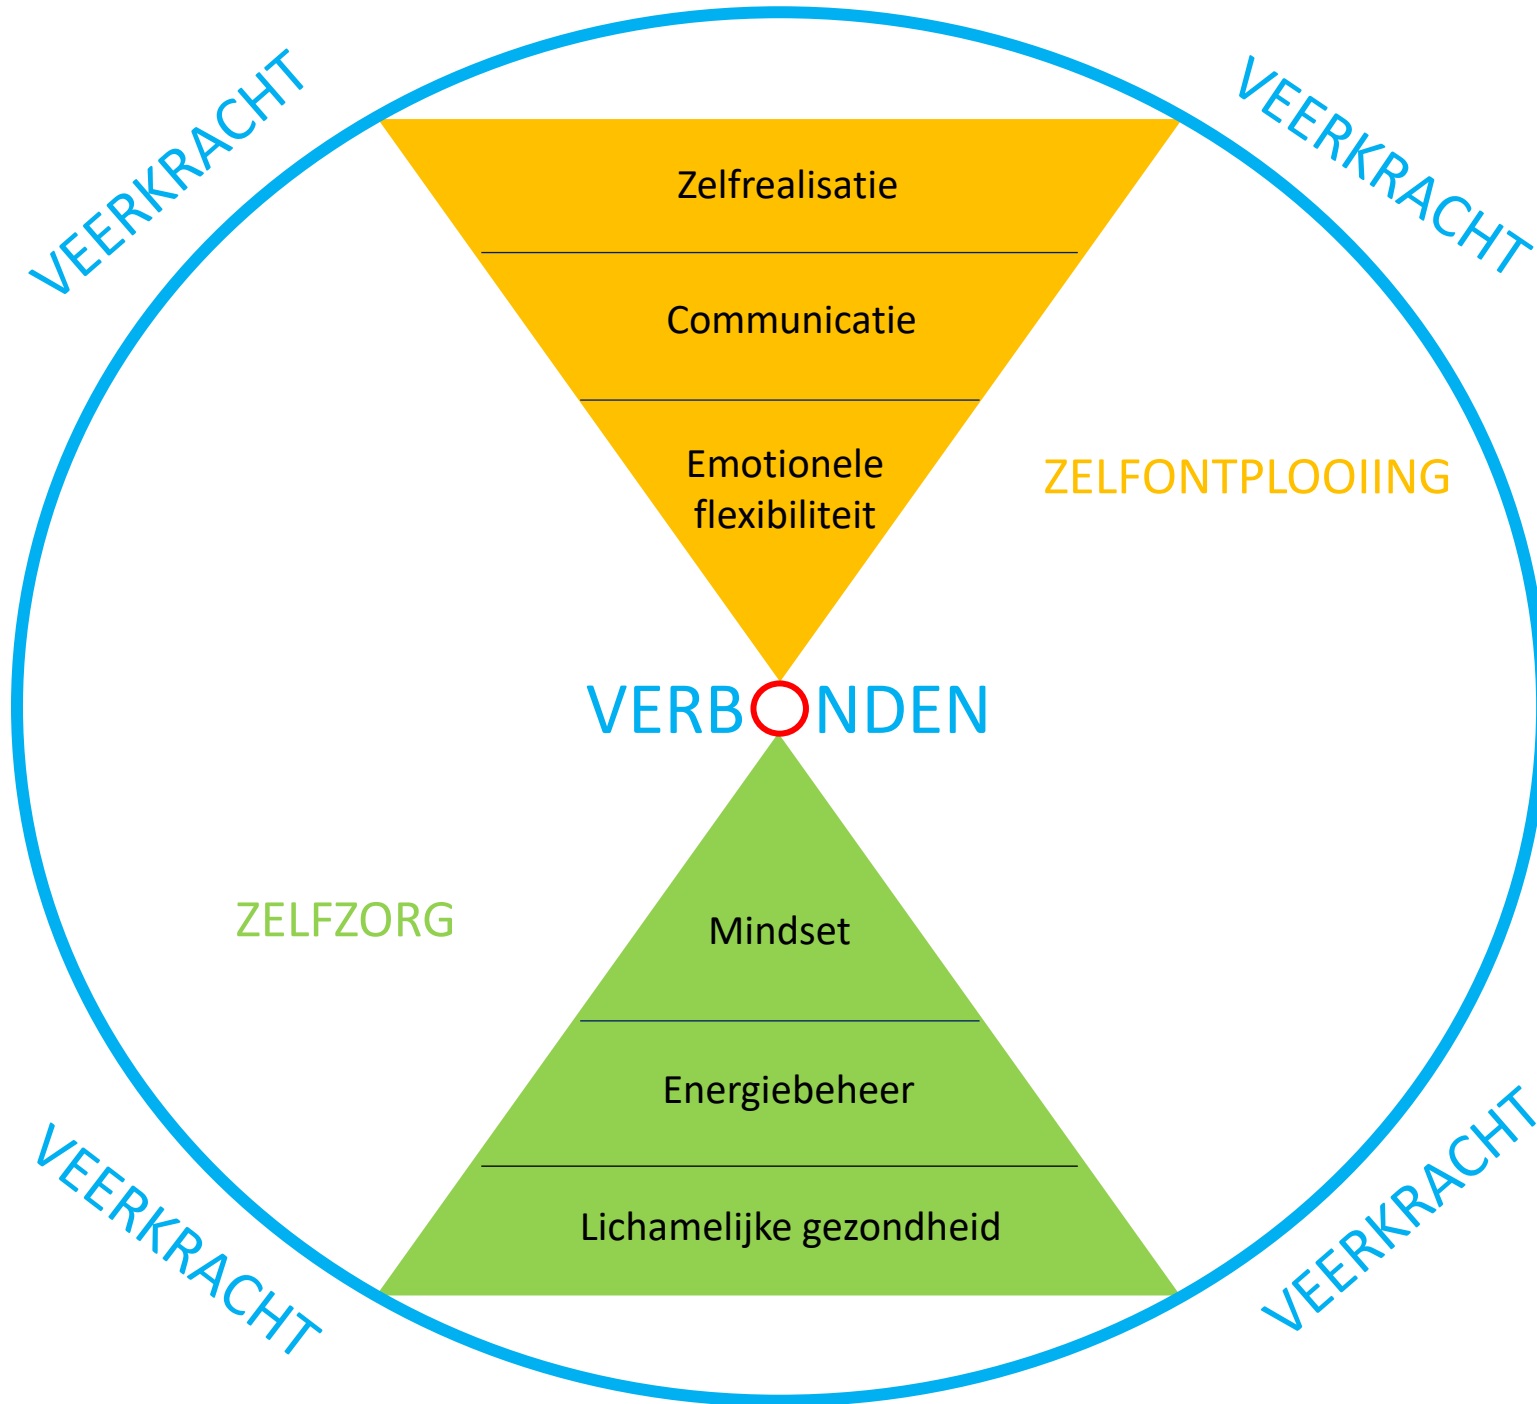 VEERKRACHT
VEERKRACHT
Zelfrealisatie
Communicatie
Emotionele
flexibiliteit
ZELFONTPLOOIING
VERBONDEN
Mindset
ZELFZORG
Energiebeheer
Lichamelijke gezondheid
VEERKRACHT
VEERKRACHT